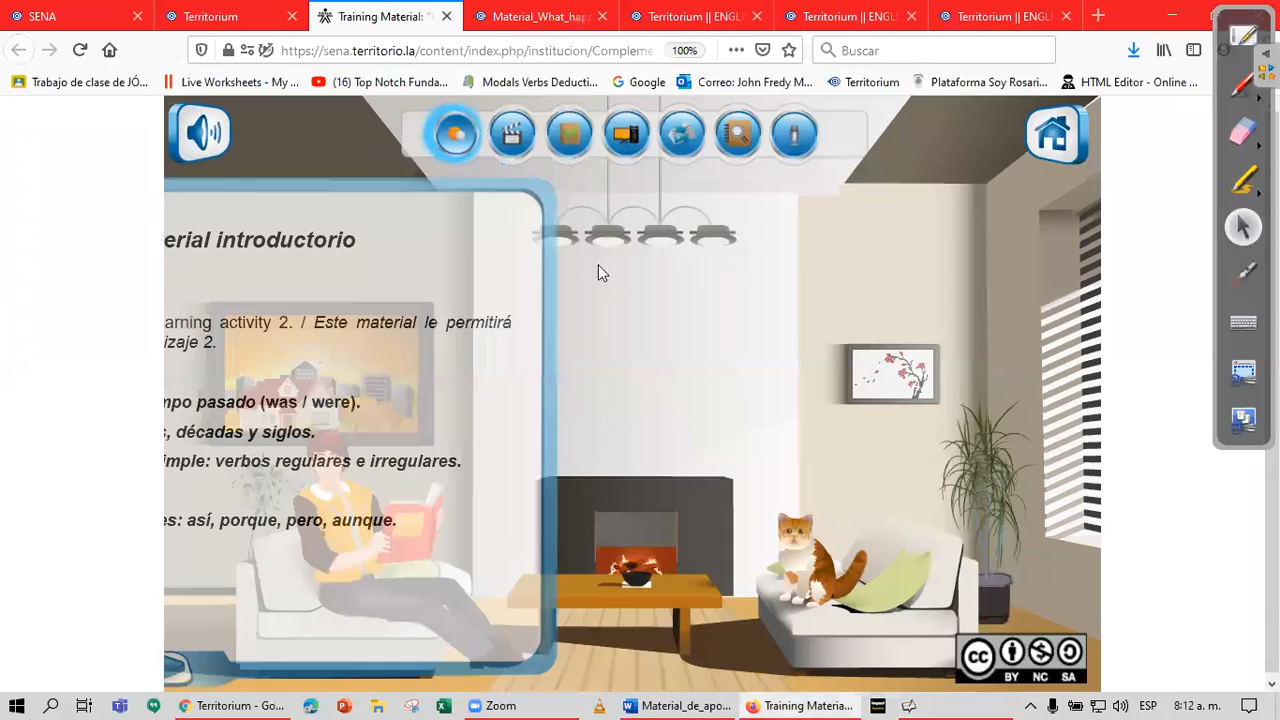 SENA
Territorium
Training Material: "
Material_What_hap
Territorium || ENGL
Territorium || ENGL
Territorium || ENGL
https://sena.territorio.la/content/index.php/institucion/Compleme
100%
Buscar
Trabajo de clase de JÓ...
Live Worksheets - My...
(16) Top Notch Funda...
Modals Verbs Deducti...
Google
Correo: John Fredy M...
Territorium
Plataforma Soy Rosari...
HTML Editor - Online ...
erial introductorio
arning activity 2. / Este material le permitirá
izaje 2.
mpo pasado (was / were).
s, décadas y siglos.
imple: verbos regulares e irregulares.
es: así, porque, pero, aunque.
cc
BY NC SA
Territorium - Go...
Zoom
Material_de_apo...
Training Materia...
ESP
8:12 a. m.